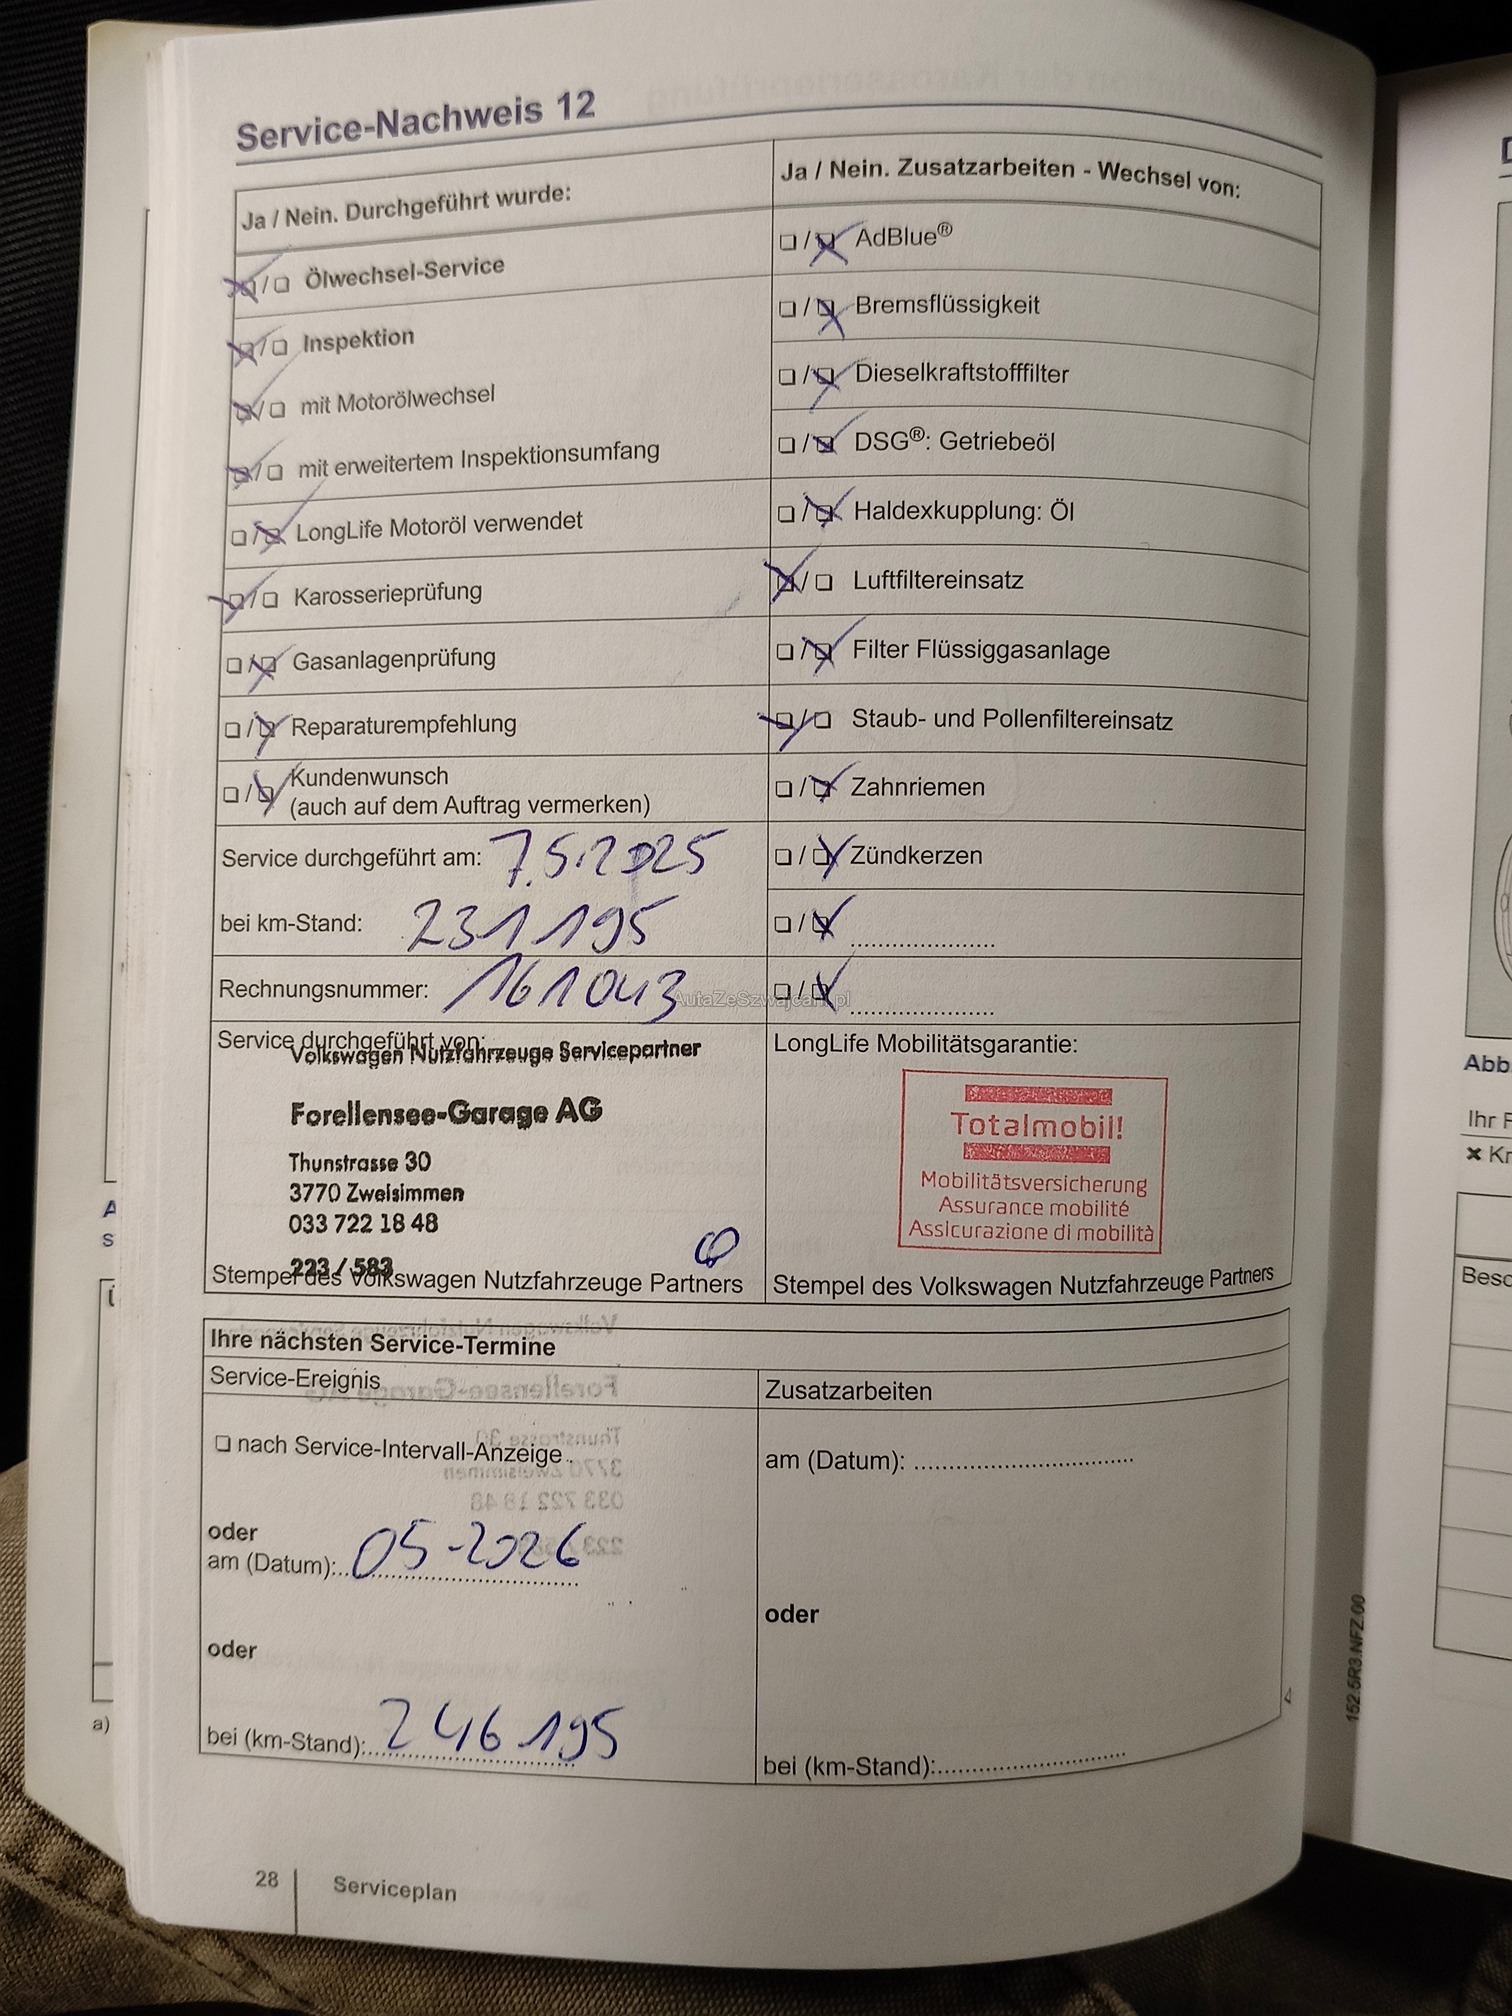 Service-Nachweis 12
Ja / Nein. Durchgeführt wurde:
❏/❏ Ölwechsel-Service
❏/❏ Inspektion
❏/❏ mit Motorölwechsel
❏/❏ mit erweitertem Inspektionsumfang
❏/❏ LongLife Motoröl verwendet
❏/❏ Karosserieprüfung
❏/❏ Gasanlagenprüfung
❏/❏ Reparaturempfehlung
❏/❏ Kundenwunsch
(auch auf dem Auftrag vermerken)
Service durchgeführt am: 7.5.2025
bei km-Stand: 231195
Rechnungsnummer: 161043
Service durchgeführt von:
Volkswagen Nutzfahrzeuge Servicepartner
Forellensee-Garage AG
Thunstrasse 30
3770 Zweisimmen
033 722 18 48
223 / 583
Stempel des Volkswagen Nutzfahrzeuge Partners
Ja / Nein. Zusatzarbeiten - Wechsel von:
❏/❏ AdBlue®
❏/❏ Bremsflüssigkeit
❏/❏ Dieselkraftstofffilter
❏/❏ DSG®: Getriebeöl
❏/❏ Haldexkupplung: Öl
❏/❏ Luftfiltereinsatz
❏/❏ Filter Flüssiggasanlage
❏/❏ Staub- und Pollenfiltereinsatz
❏/❏ Zahnriemen
❏/❏ Zündkerzen
❏/❏ .....................
❏/❏ .....................
AutaZeSzwajcarii.pl
LongLife Mobilitätsgarantie:
Totalmobil!
Mobilitätsversicherung
Assurance mobilité
Assicurazione di mobilità
Stempel des Volkswagen Nutzfahrzeuge Partners
Ihre nächsten Service-Termine
Service-Ereignis
❏ nach Service-Intervall-Anzeige
oder
am (Datum): 05-2026
oder
bei (km-Stand): 246195
Zusatzarbeiten
am (Datum): ................................
oder
bei (km-Stand):...........................
28
Serviceplan
152.5R3.NFZ.00
Abb
Ihr F
a)